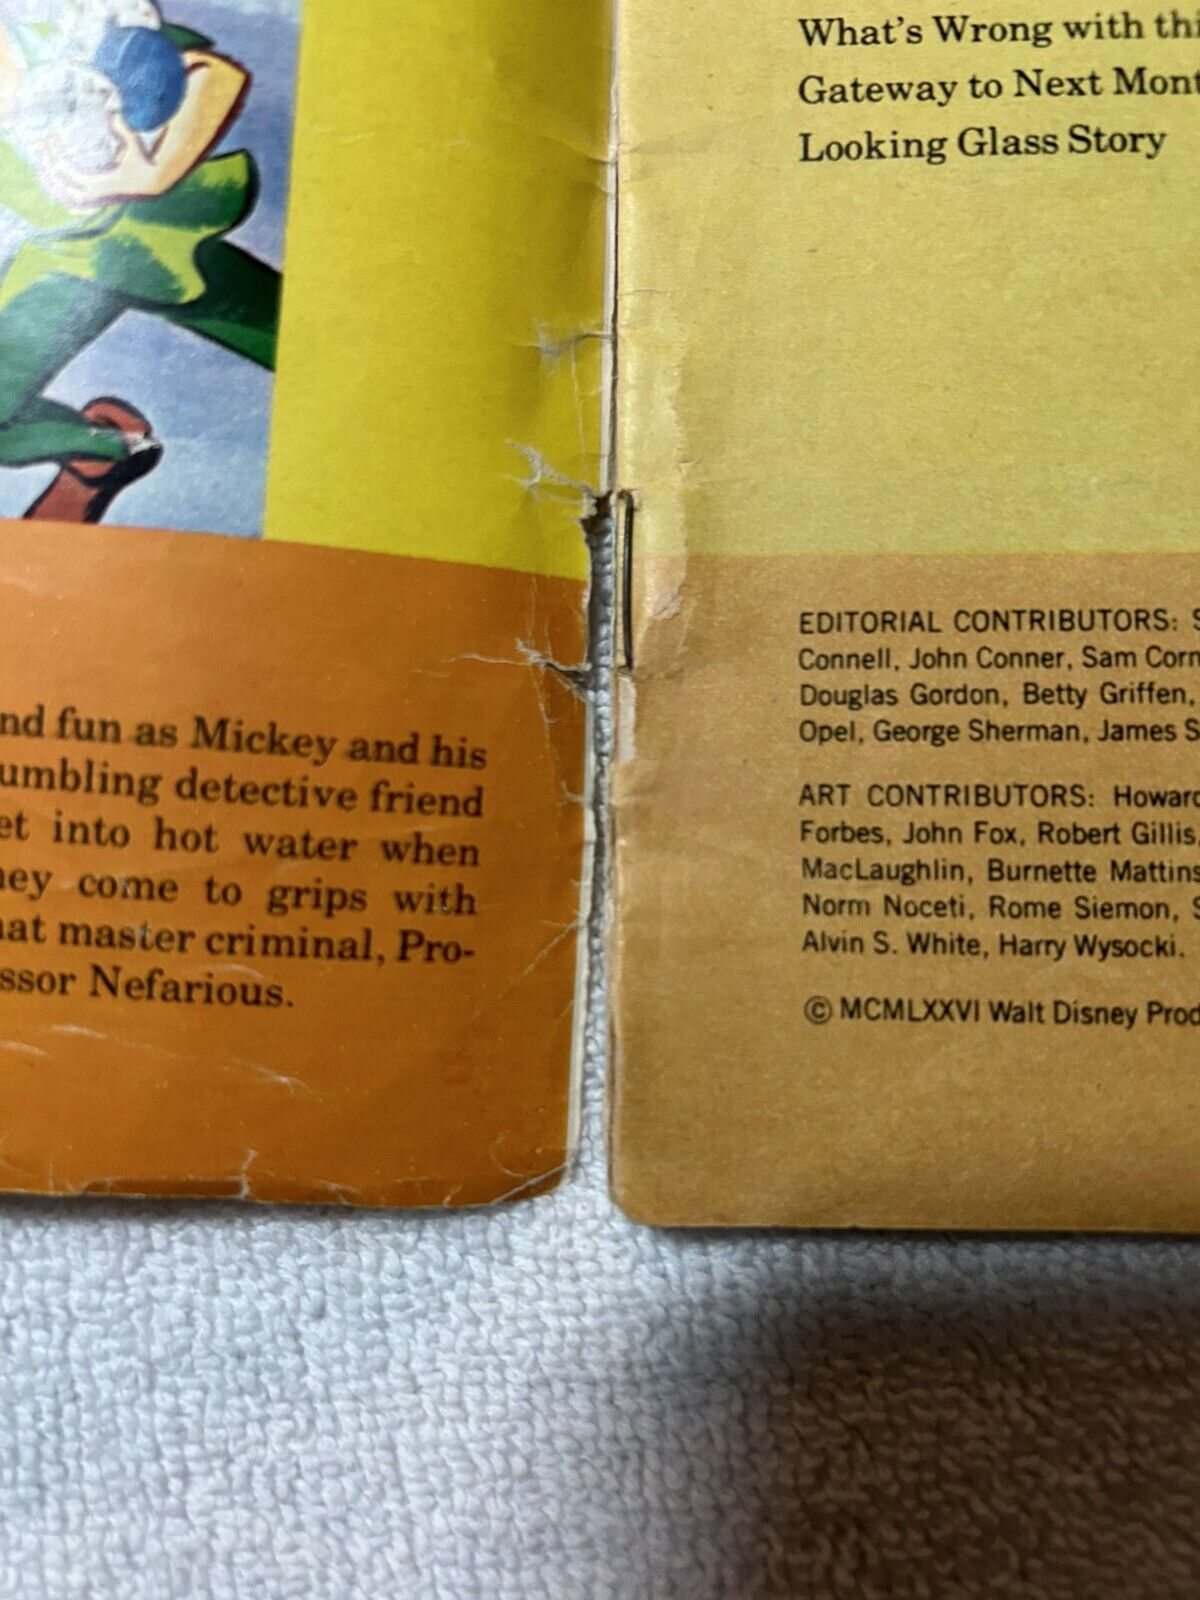 nd fun as Mickey and his
umbling detective friend
et into hot water when
ney come to grips with
hat master criminal, Pro-
ssor Nefarious.
What's Wrong with thi
Gateway to Next Mont
Looking Glass Story
EDITORIAL CONTRIBUTORS: S
Connell, John Conner, Sam Corn
Douglas Gordon, Betty Griffen,
Opel, George Sherman, James S
ART CONTRIBUTORS: Howard
Forbes, John Fox, Robert Gillis,
MacLaughlin, Burnette Mattins
Norm Noceti, Rome Siemon, S
Alvin S. White, Harry Wysocki.
© MCMLXXVI Walt Disney Prod